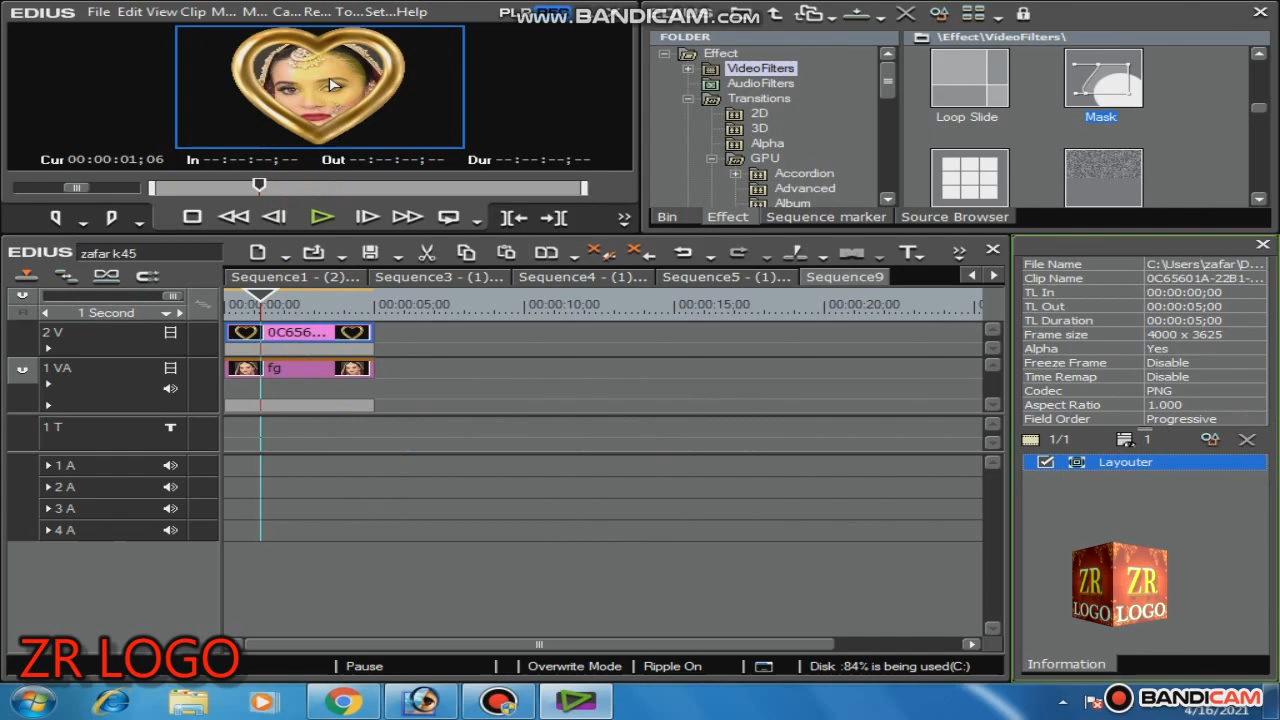 EDIUS File Edit View Clip M... M... Ca... Re... To... Set... Help PLR REC
www.BANDICAM.com
Cur 00:00:01;06 In --:--:--;-- Out --:--:--;-- Dur --:--:--;--
FOLDER
\Effect\VideoFilters\
Effect
VideoFilters
AudioFilters
Transitions
2D
3D
Alpha
GPU
Accordion
Advanced
Album
Loop Slide
Mask
Bin Effect Sequence marker Source Browser
EDIUS zafar k45
Sequence1 - (2)... Sequence3 - (1)... Sequence4 - (1)... Sequence5 - (1)... Sequence9
1 Second
00:00:05;00 00:00:10;00 00:00:15;00 00:00:20;00
2 V
0C656...
1 VA
fg
1 T
1 A
2 A
3 A
4 A
File Name C:\Users\zafar\D...
Clip Name 0C65601A-22B1-...
TL In 00:00:00;00
TL Out 00:00:05;00
TL Duration 00:00:05;00
Frame size 4000 x 3625
Alpha Yes
Freeze Frame Disable
Time Remap Disable
Codec PNG
Aspect Ratio 1.000
Field Order Progressive
1/1 1
Layouter
ZR ZR
LOGO LOGO
Information
ZR LOGO
Pause Overwrite Mode Ripple On Disk :84% is being used(C:)
BANDICAM
4/16/2021